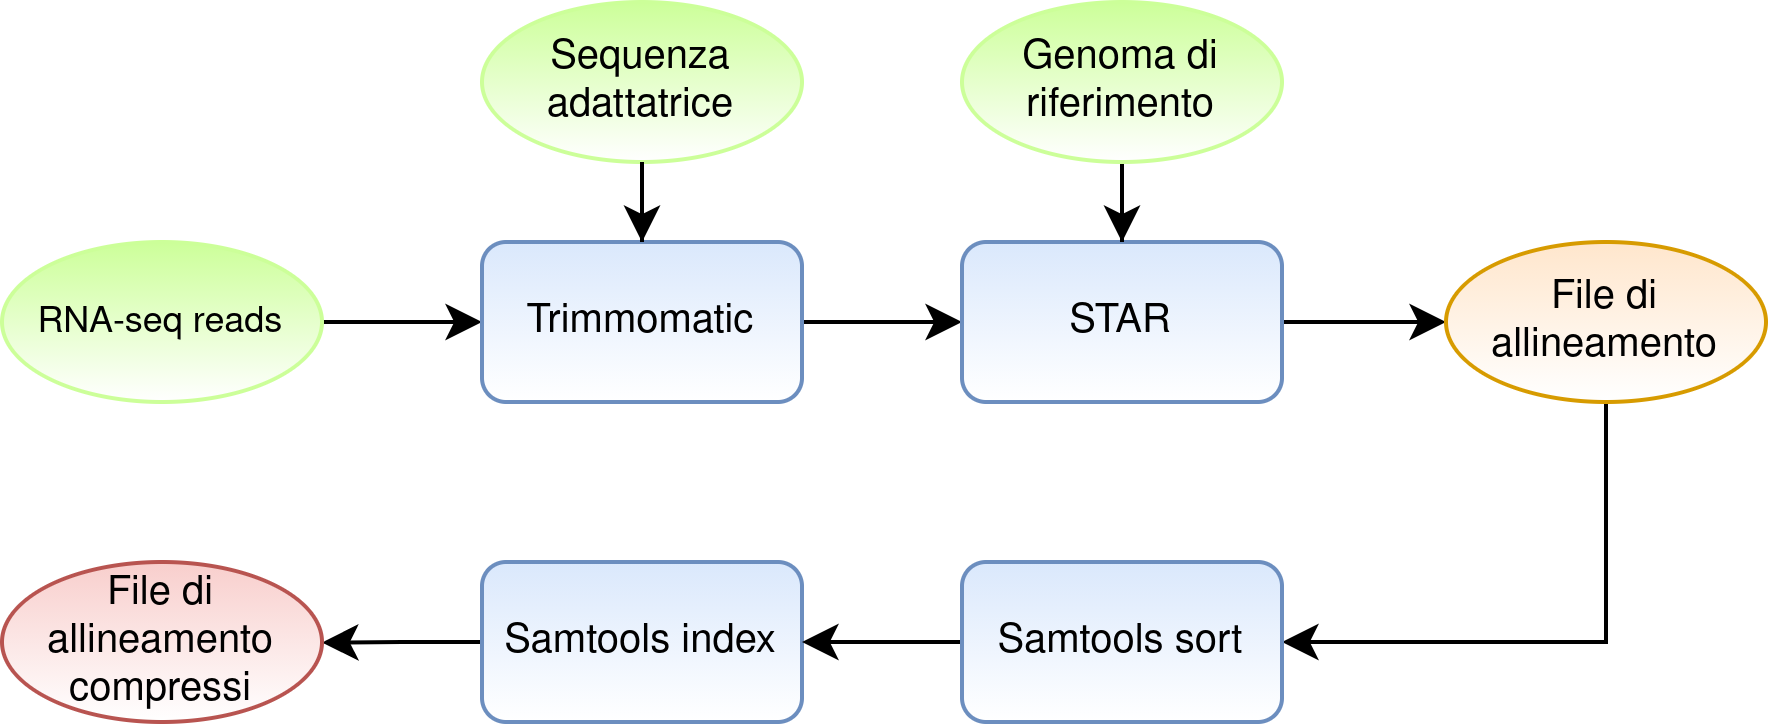 Sequenza
adattatrice
Genoma di
riferimento
RNA-seq reads
Trimmomatic
STAR
File di
allineamento
File di
allineamento
compressi
Samtools index
Samtools sort